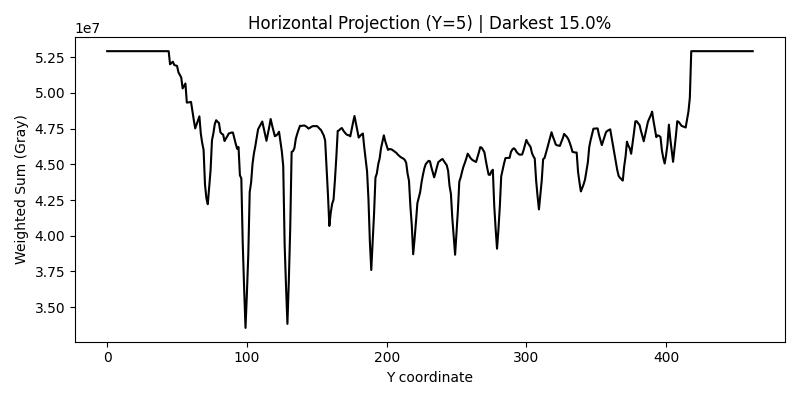 Horizontal Projection (Y=5) | Darkest 15.0%
1e7
5.25
5.00
4.75
4.50
4.25
4.00
3.75
3.50
Weighted Sum (Gray)
0 100 200 300 400
Y coordinate